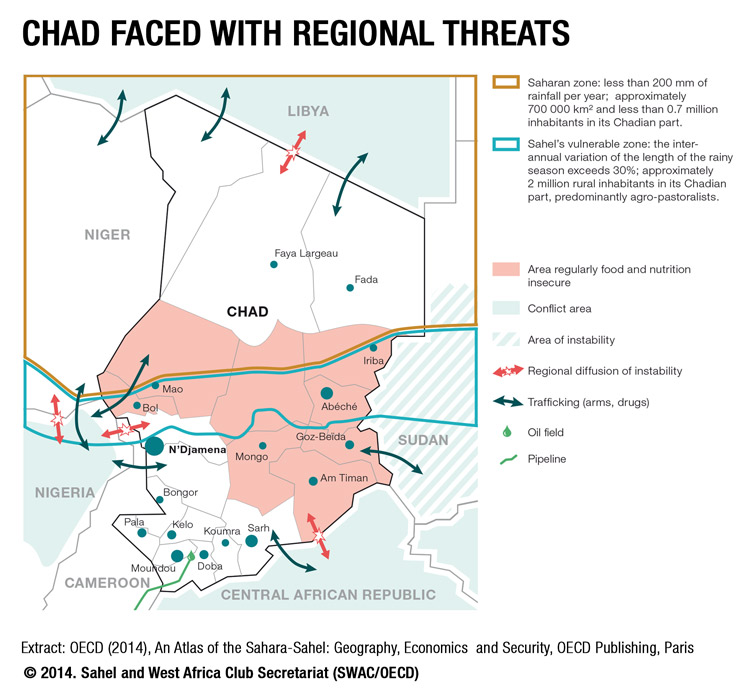 CHAD FACED WITH REGIONAL THREATS
Saharan zone: less than 200 mm of
rainfall per year; approximately
700 000 km² and less than 0.7 million
inhabitants in its Chadian part.
Sahel's vulnerable zone: the inter-
annual variation of the length of the rainy
season exceeds 30%; approximately
2 million rural inhabitants in its Chadian
part, predominantly agro-pastoralists.
Area regularly food and nutrition
insecure
Conflict area
Area of instability
Regional diffusion of instability
Trafficking (arms, drugs)
Oil field
Pipeline
LIBYA
NIGER
Faya Largeau
Fada
CHAD
Iriba
Mao
Bol
Abéché
Goz-Beïda
SUDAN
N'Djamena
Mongo
Am Timan
NIGERIA
Bongor
Pala
Kelo
Koumra
Sarh
Moundou
Doba
CAMEROON
CENTRAL AFRICAN REPUBLIC
Extract: OECD (2014), An Atlas of the Sahara-Sahel: Geography, Economics and Security, OECD Publishing, Paris
© 2014. Sahel and West Africa Club Secretariat (SWAC/OECD)